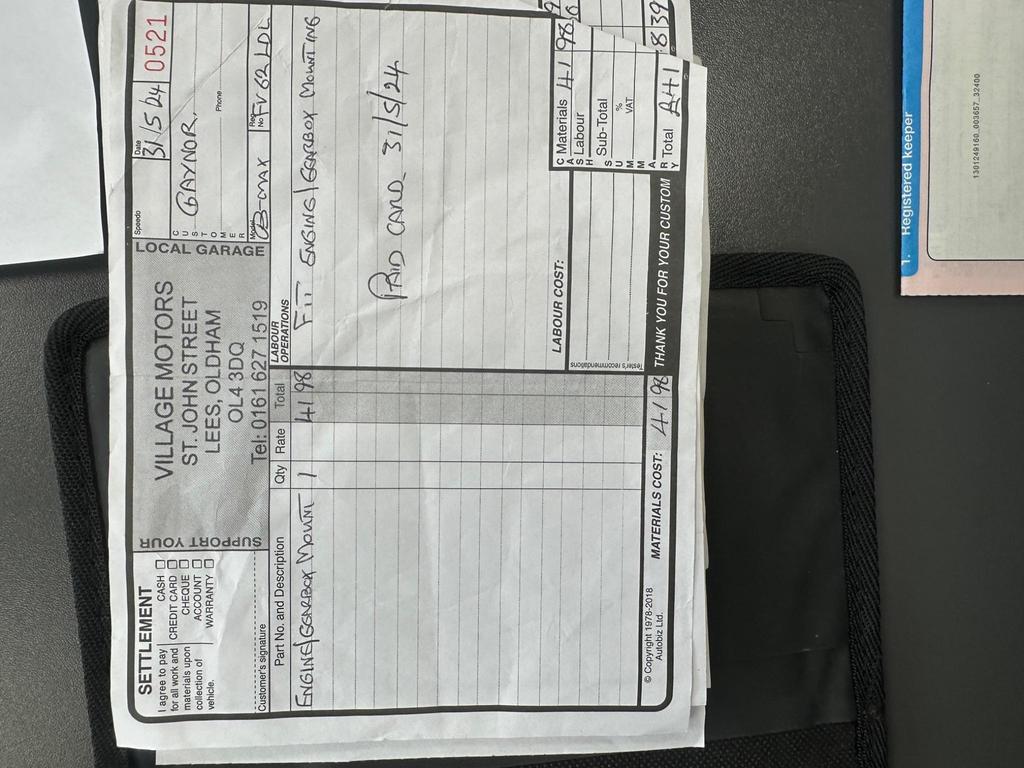 SETTLEMENT
I agree to pay for all work and materials upon collection of vehicle.
CASH
CREDIT CARD
CHEQUE
ACCOUNT
WARRANTY
Customer's signature
SUPPORT YOUR
LOCAL GARAGE
VILLAGE MOTORS
ST. JOHN STREET
LEES, OLDHAM
OL4 3DQ
Tel: 0161 627 1519
Speedo
Date 31/5/24
0521
CUSTOMER
GAYNOR.
Phone
B-MAX
Reg No FV62 LDL
Part No. and Description Qty Rate Total
ENGINE/GEARBOX MOUNT 1 41 98
LABOUR OPERATIONS
FIT ENGINE/GEARBOX MOUNTING
PAID CARD 31/5/24
LABOUR COST:
Tester's recommendations
CASH SUMMARY
Materials 41 98
Labour
Sub-Total
% VAT
Total
839
© Copyright 1978-2018
Autobiz Ltd.
MATERIALS COST: 41 98
THANK YOU FOR YOUR CUSTOM
1. Registered keeper
1301249160_003657_32400